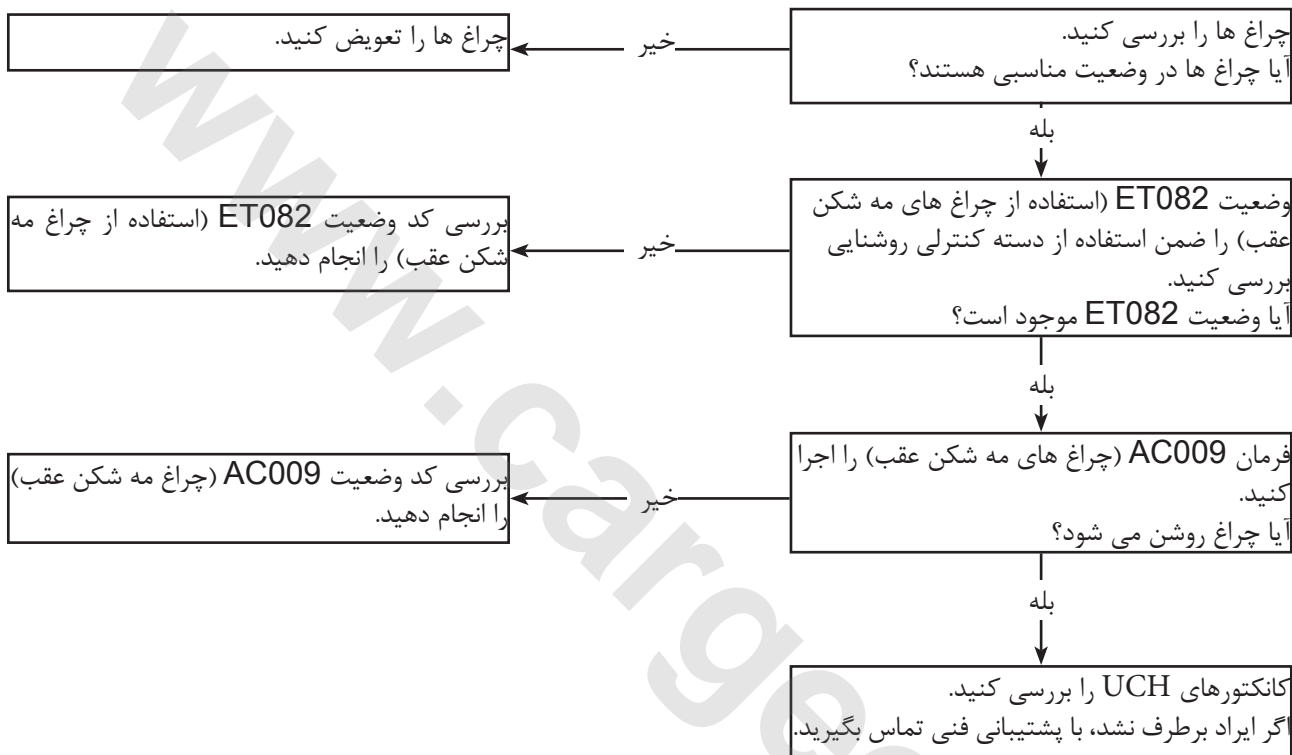 چراغ ها را بررسی کنید.
آیا چراغ ها در وضعیت مناسبی هستند؟
خیر
چراغ ها را تعویض کنید.
بله
وضعیت ET082 (استفاده از چراغ های مه شکن
عقب) را ضمن استفاده از دسته کنترلی روشنایی
بررسی کنید.
آیا وضعیت ET082 موجود است؟
خیر
بررسی کد وضعیت ET082 (استفاده از چراغ مه
شکن عقب) را انجام دهید.
بله
فرمان AC009 (چراغ های مه شکن عقب) را اجرا
کنید.
آیا چراغ روشن می شود؟
خیر
بررسی کد وضعیت AC009 (چراغ مه شکن عقب)
را انجام دهید.
بله
کانکتورهای UCH را بررسی کنید.
اگر ایراد برطرف نشد، با پشتیبانی فنی تماس بگیرید.